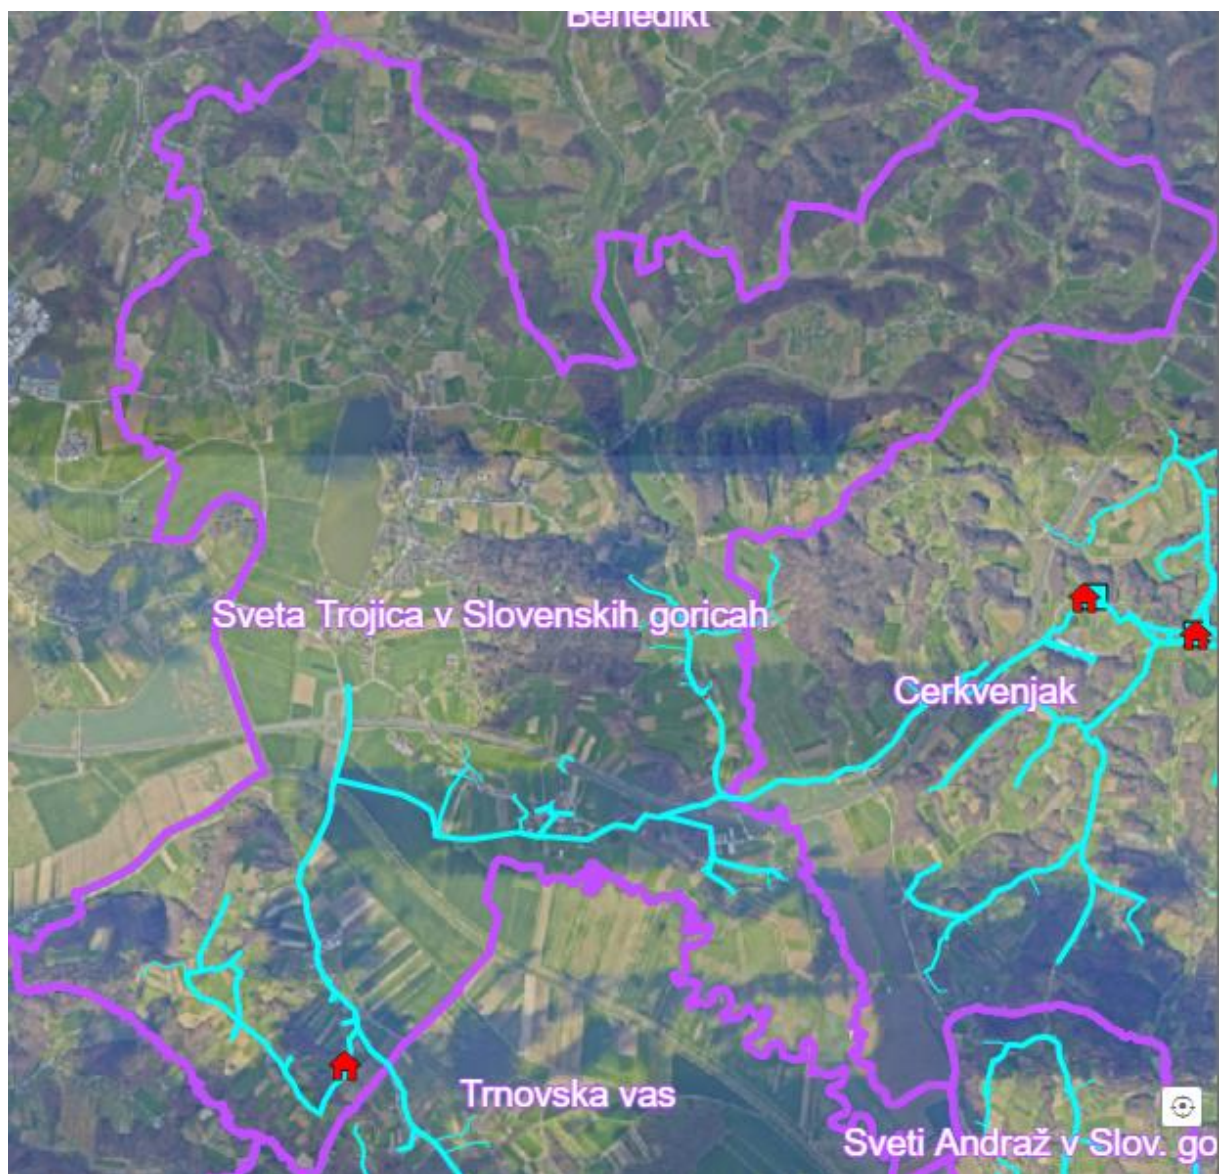 Benedikt
Sveta Trojica v Slovenskih goricah
Cerkvenjak
Trnovska vas
Sveti Andraž v Slov. go